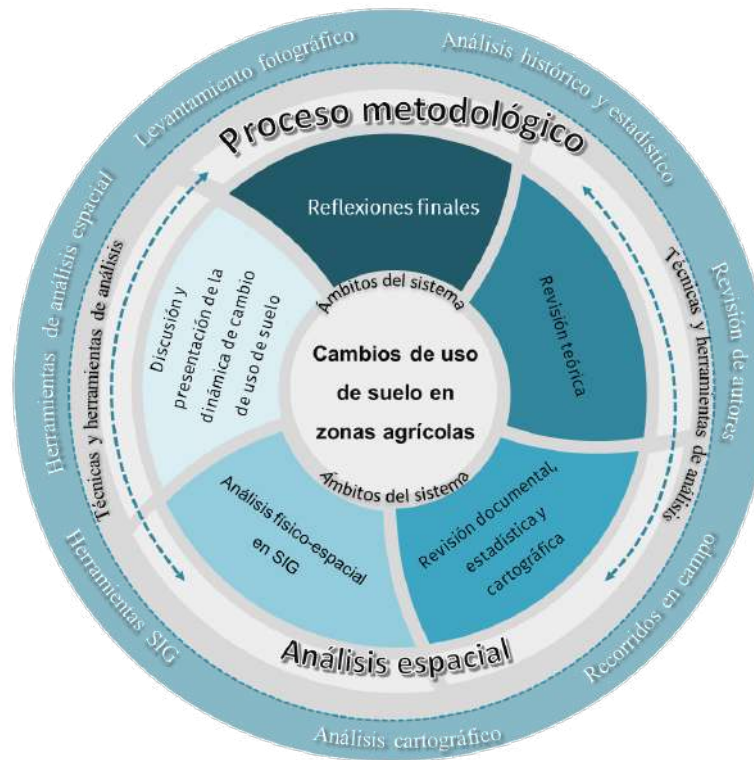 Levantamiento fotográfico
Análisis histórico y estadístico
Proceso metodológico
Herramientas de análisis espacial
Técnicas y herramientas de análisis
Reflexiones finales
Revisión de autores
Técnicas y herramientas de análisis
Discusión y
presentación de la
dinámica de cambio
de uso de suelo
Ámbitos del sistema
Revisión teórica
Cambios de uso
de suelo en
zonas agrícolas
Ámbitos del sistema
Análisis físico-espacial
en SIG
Revisión documental,
estadística y
cartográfica
Análisis espacial
Herramientas SIG
Recorridos en campo
Análisis cartográfico